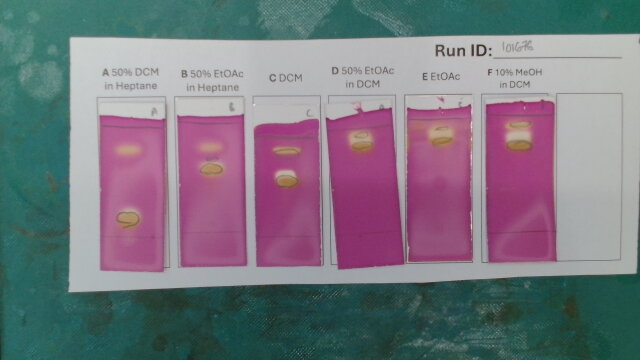 Run ID: 101676
A 50% DCM in Heptane
B 50% EtOAc in Heptane
C DCM
D 50% EtOAc in DCM
E EtOAc
F 10% MeOH in DCM
A
B
C